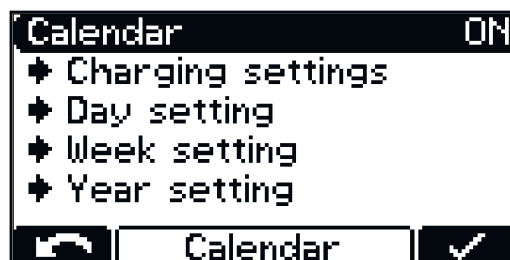 Calendar ON
Charging settings
Day setting
Week setting
Year setting
Calendar